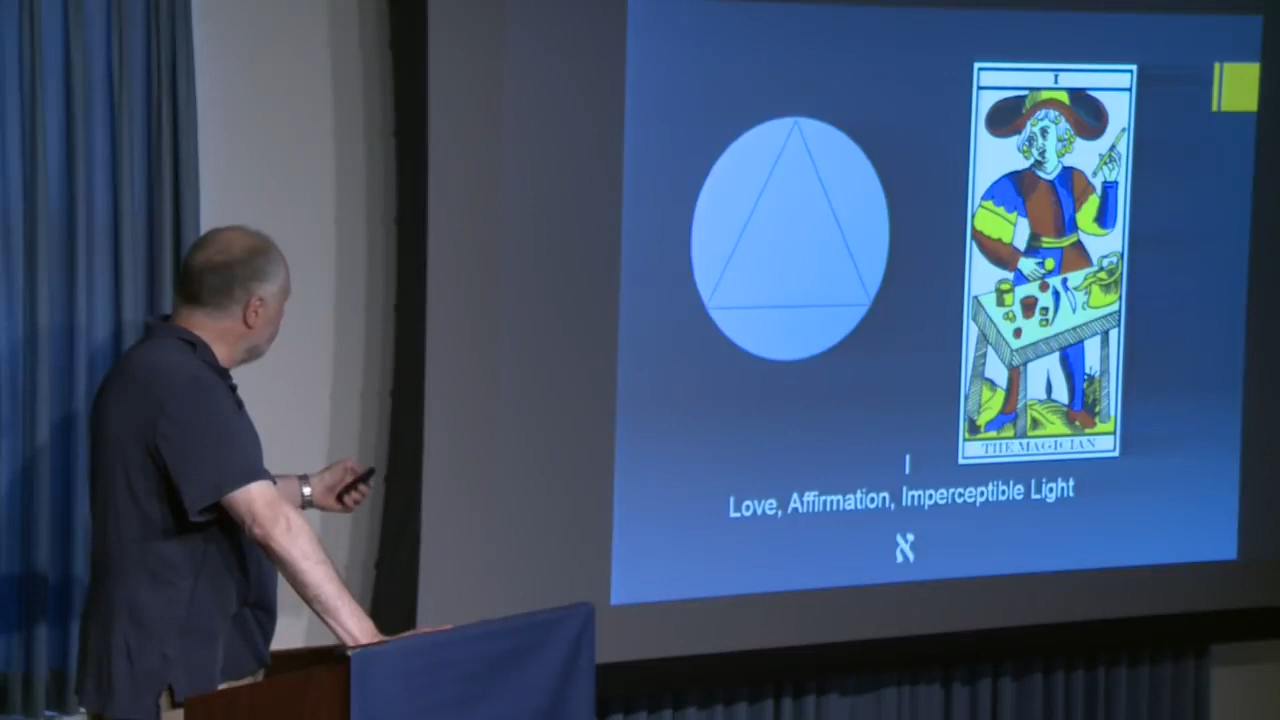 I
THE MAGICIAN
I
Love, Affirmation, Imperceptible Light
א